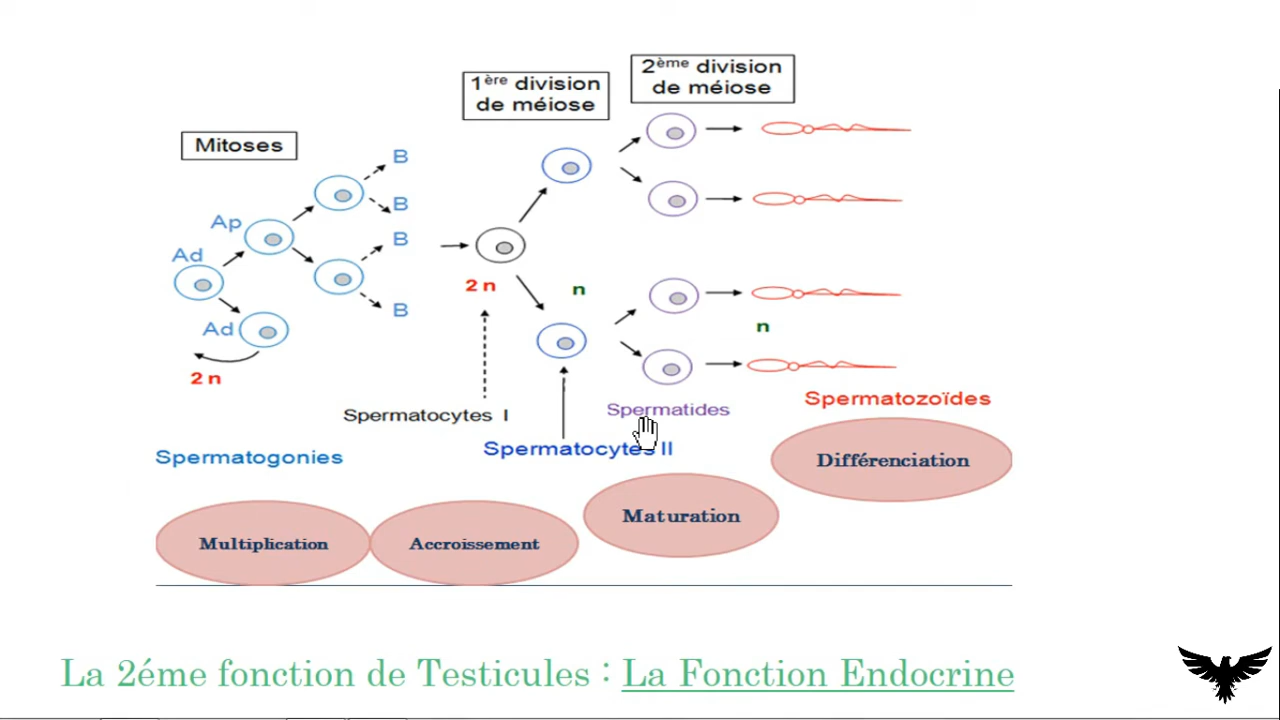 1ère division
de méiose
2ème division
de méiose
Mitoses
B
B
B
B
Ap
Ad
Ad
2 n
2 n
n
n
Spermatocytes I
Spermatides
Spermatozoïdes
Spermatocytes II
Spermatogonies
Multiplication
Accroissement
Maturation
Différenciation
La 2éme fonction de Testicules : La Fonction Endocrine